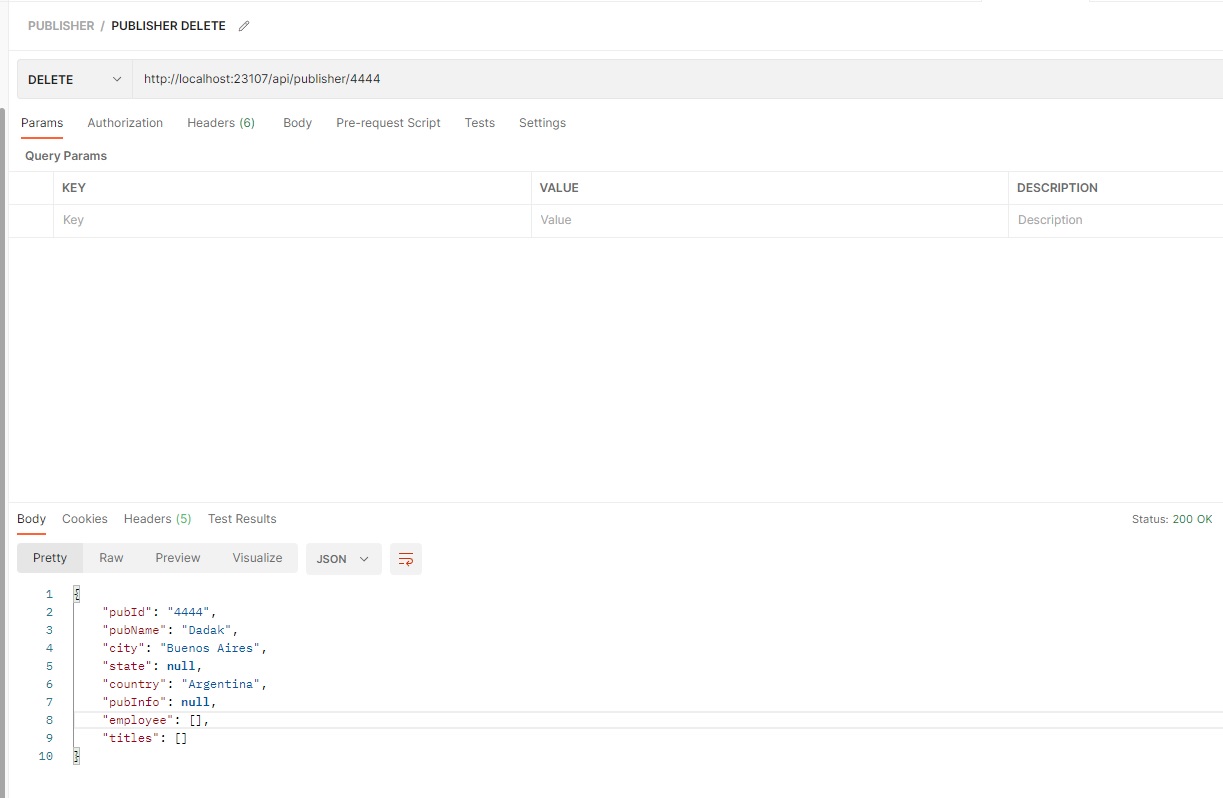 PUBLISHER / PUBLISHER DELETE
DELETE http://localhost:23107/api/publisher/4444
Params Authorization Headers (6) Body Pre-request Script Tests Settings
Query Params
KEY VALUE DESCRIPTION
Key Value Description
Body Cookies Headers (5) Test Results Status: 200 OK
Pretty Raw Preview Visualize JSON
1 {
2 "pubId": "4444",
3 "pubName": "Dadak",
4 "city": "Buenos Aires",
5 "state": null,
6 "country": "Argentina",
7 "pubInfo": null,
8 "employee": [],
9 "titles": []
10 }